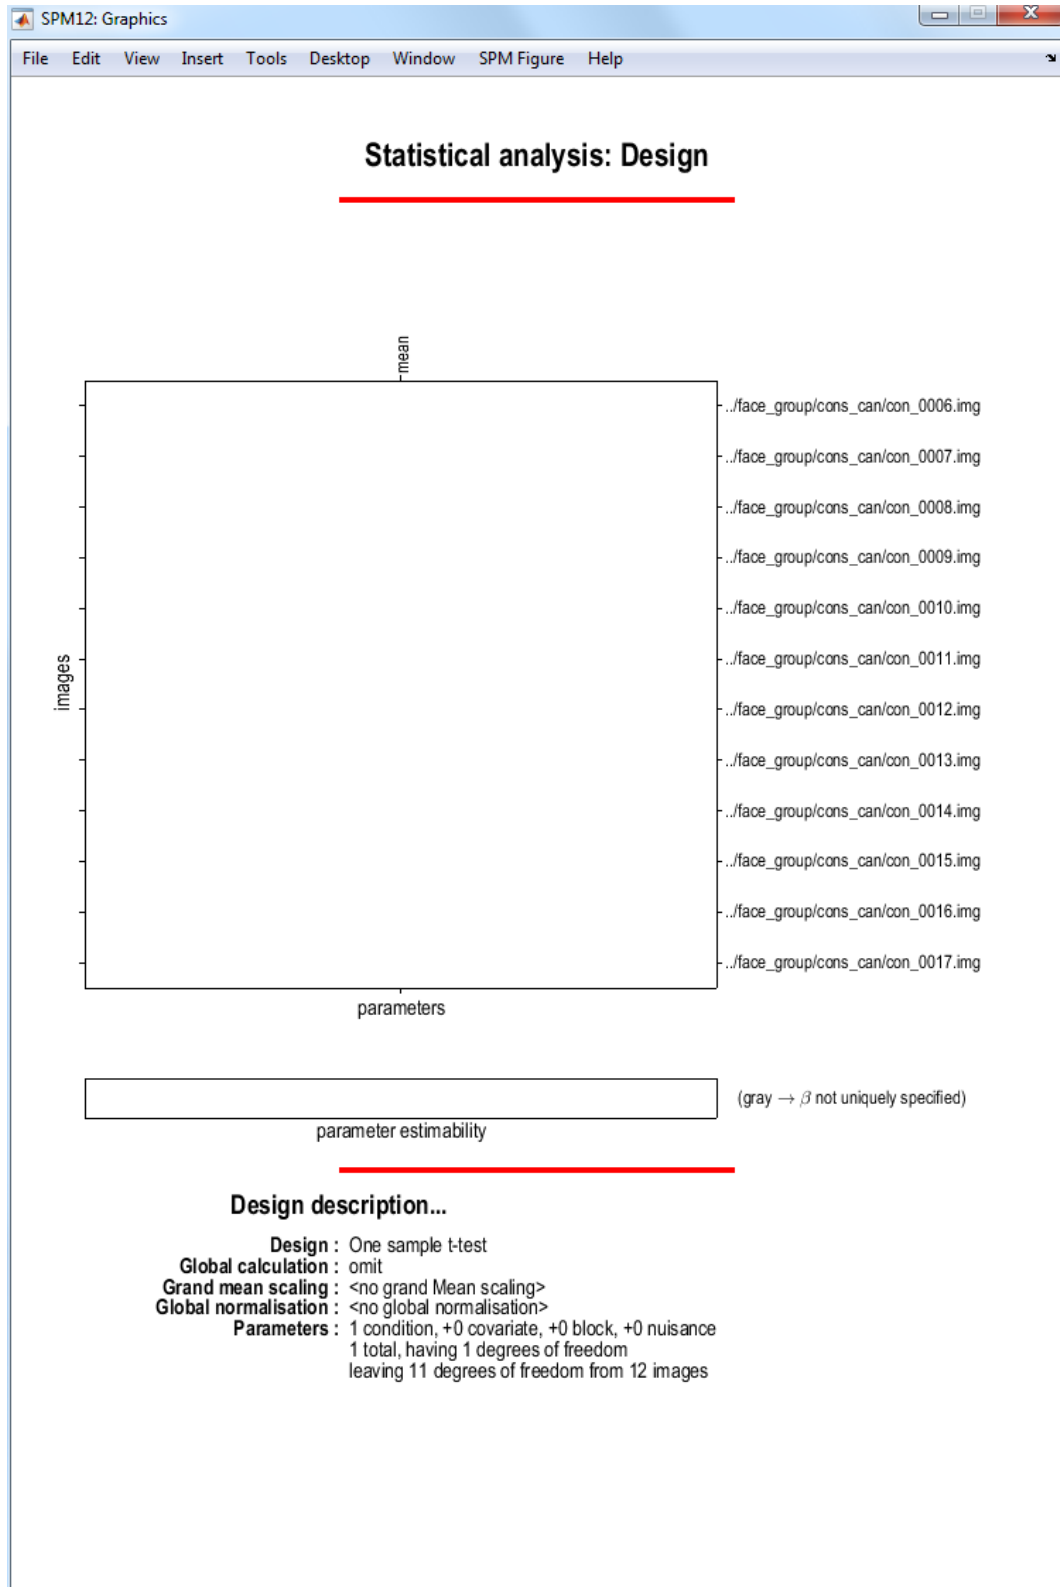 SPM12: Graphics
File Edit View Insert Tools Desktop Window SPM Figure Help
Statistical analysis: Design
mean
images
../face_group/cons_can/con_0006.img
../face_group/cons_can/con_0007.img
../face_group/cons_can/con_0008.img
../face_group/cons_can/con_0009.img
../face_group/cons_can/con_0010.img
../face_group/cons_can/con_0011.img
../face_group/cons_can/con_0012.img
../face_group/cons_can/con_0013.img
../face_group/cons_can/con_0014.img
../face_group/cons_can/con_0015.img
../face_group/cons_can/con_0016.img
../face_group/cons_can/con_0017.img
parameters
(gray → β not uniquely specified)
parameter estimability
Design description...
Design : One sample t-test
Global calculation : omit
Grand mean scaling : <no grand Mean scaling>
Global normalisation : <no global normalisation>
Parameters : 1 condition, +0 covariate, +0 block, +0 nuisance
1 total, having 1 degrees of freedom
leaving 11 degrees of freedom from 12 images